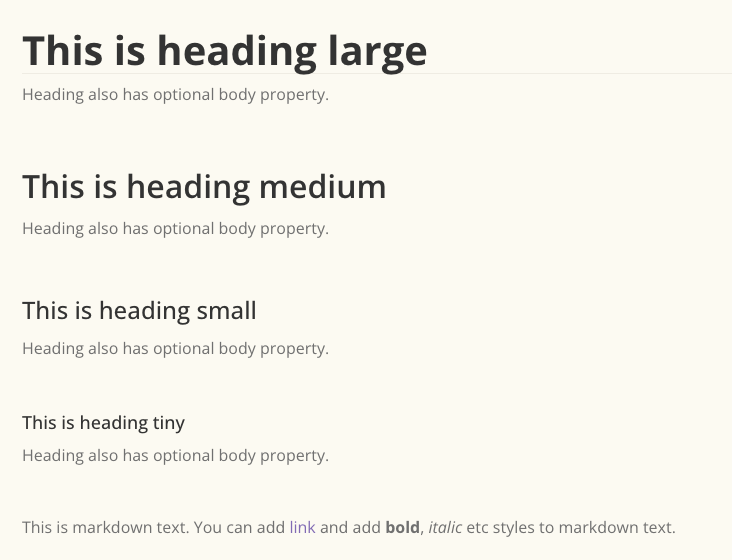 This is heading large
Heading also has optional body property.
This is heading medium
Heading also has optional body property.
This is heading small
Heading also has optional body property.
This is heading tiny
Heading also has optional body property.
This is markdown text. You can add link and add bold, italic etc styles to markdown text.